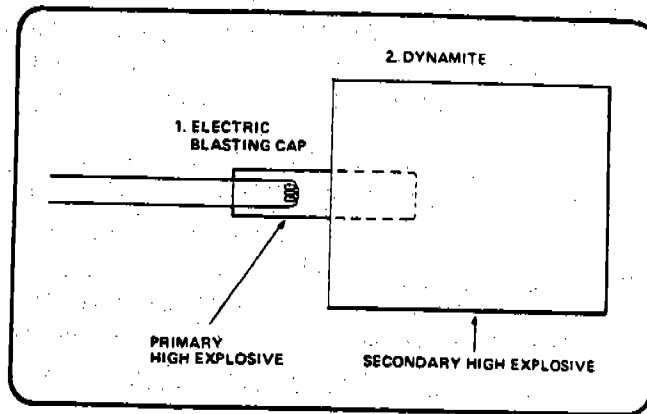 2. DYNAMITE
1. ELECTRIC
BLASTING CAP
PRIMARY
HIGH EXPLOSIVE
SECONDARY HIGH EXPLOSIVE